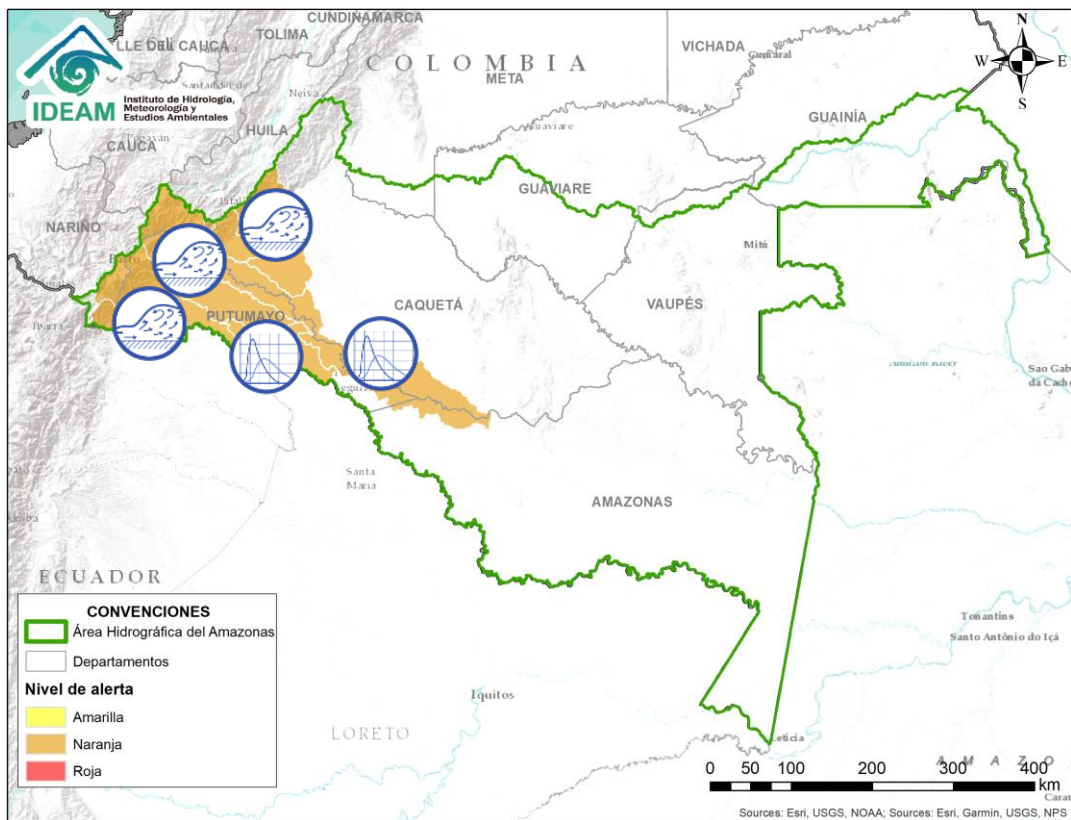 CUNDINAMARCA
TOLIMA
LLE DEL CAUCA
COLOMBIA
VICHADA
META
N
W
E
S
IDEAM
Instituto de Hidrología,
Meteorología y
Estudios Ambientales
Neiva
HUILA
CAUCA
GUAINÍA
GUAVIARE
NARIÑO
Mitú
CAQUETÁ
VAUPÉS
PUTUMAYO
Santa
Maria
AMAZONAS
ECUADOR
CONVENCIONES
Área Hidrográfica del Amazonas
Departamentos
Nivel de alerta
Amarilla
Naranja
Roja
Tonantins
Santo Antônio do Içá
Iquitos
LORETO
Leticia
A M A Z O
0 50 100 200 300 400
km
Sources: Esri, USGS, NOAA; Sources: Esri, Garmin, USGS, NPS